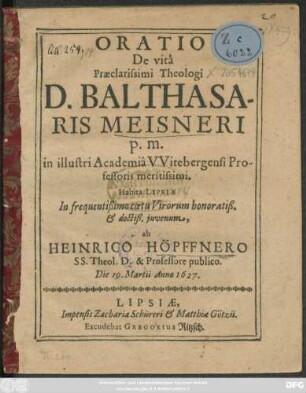 ORATIO
De vitâ
Præclarissimi Theologi
D. BALTHASA-
RIS MEISNERI
p. m.
in illustri Academiâ VVitebergensi Pro-
fessoris meritissimi.
Habita LIPSIÆ
In frequentissimo cœtu Virorum honoratiß.
& doctiß. juvenum,
ab
HEINRICO HÖPFFNERO
SS. Theol. D. & Professore publico.
Die 19. Martii Anno 1627.
LIPSIÆ,
Impensis Zachariæ Schüreri & Matthiæ Götzii.
Excudebat GREGORIUS Ritzsch.
Z c
6022